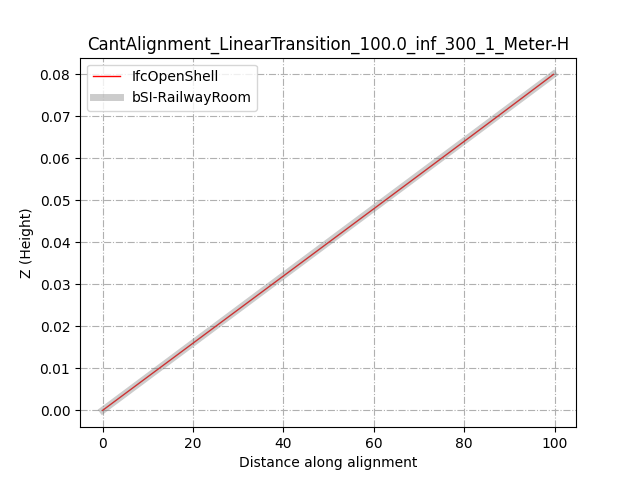 CantAlignment_LinearTransition_100.0_inf_300_1_Meter-H
IfcOpenShell
bSI-RailwayRoom
0.08
0.07
0.06
0.05
0.04
0.03
0.02
0.01
0.00
Z (Height)
0 20 40 60 80 100
Distance along alignment